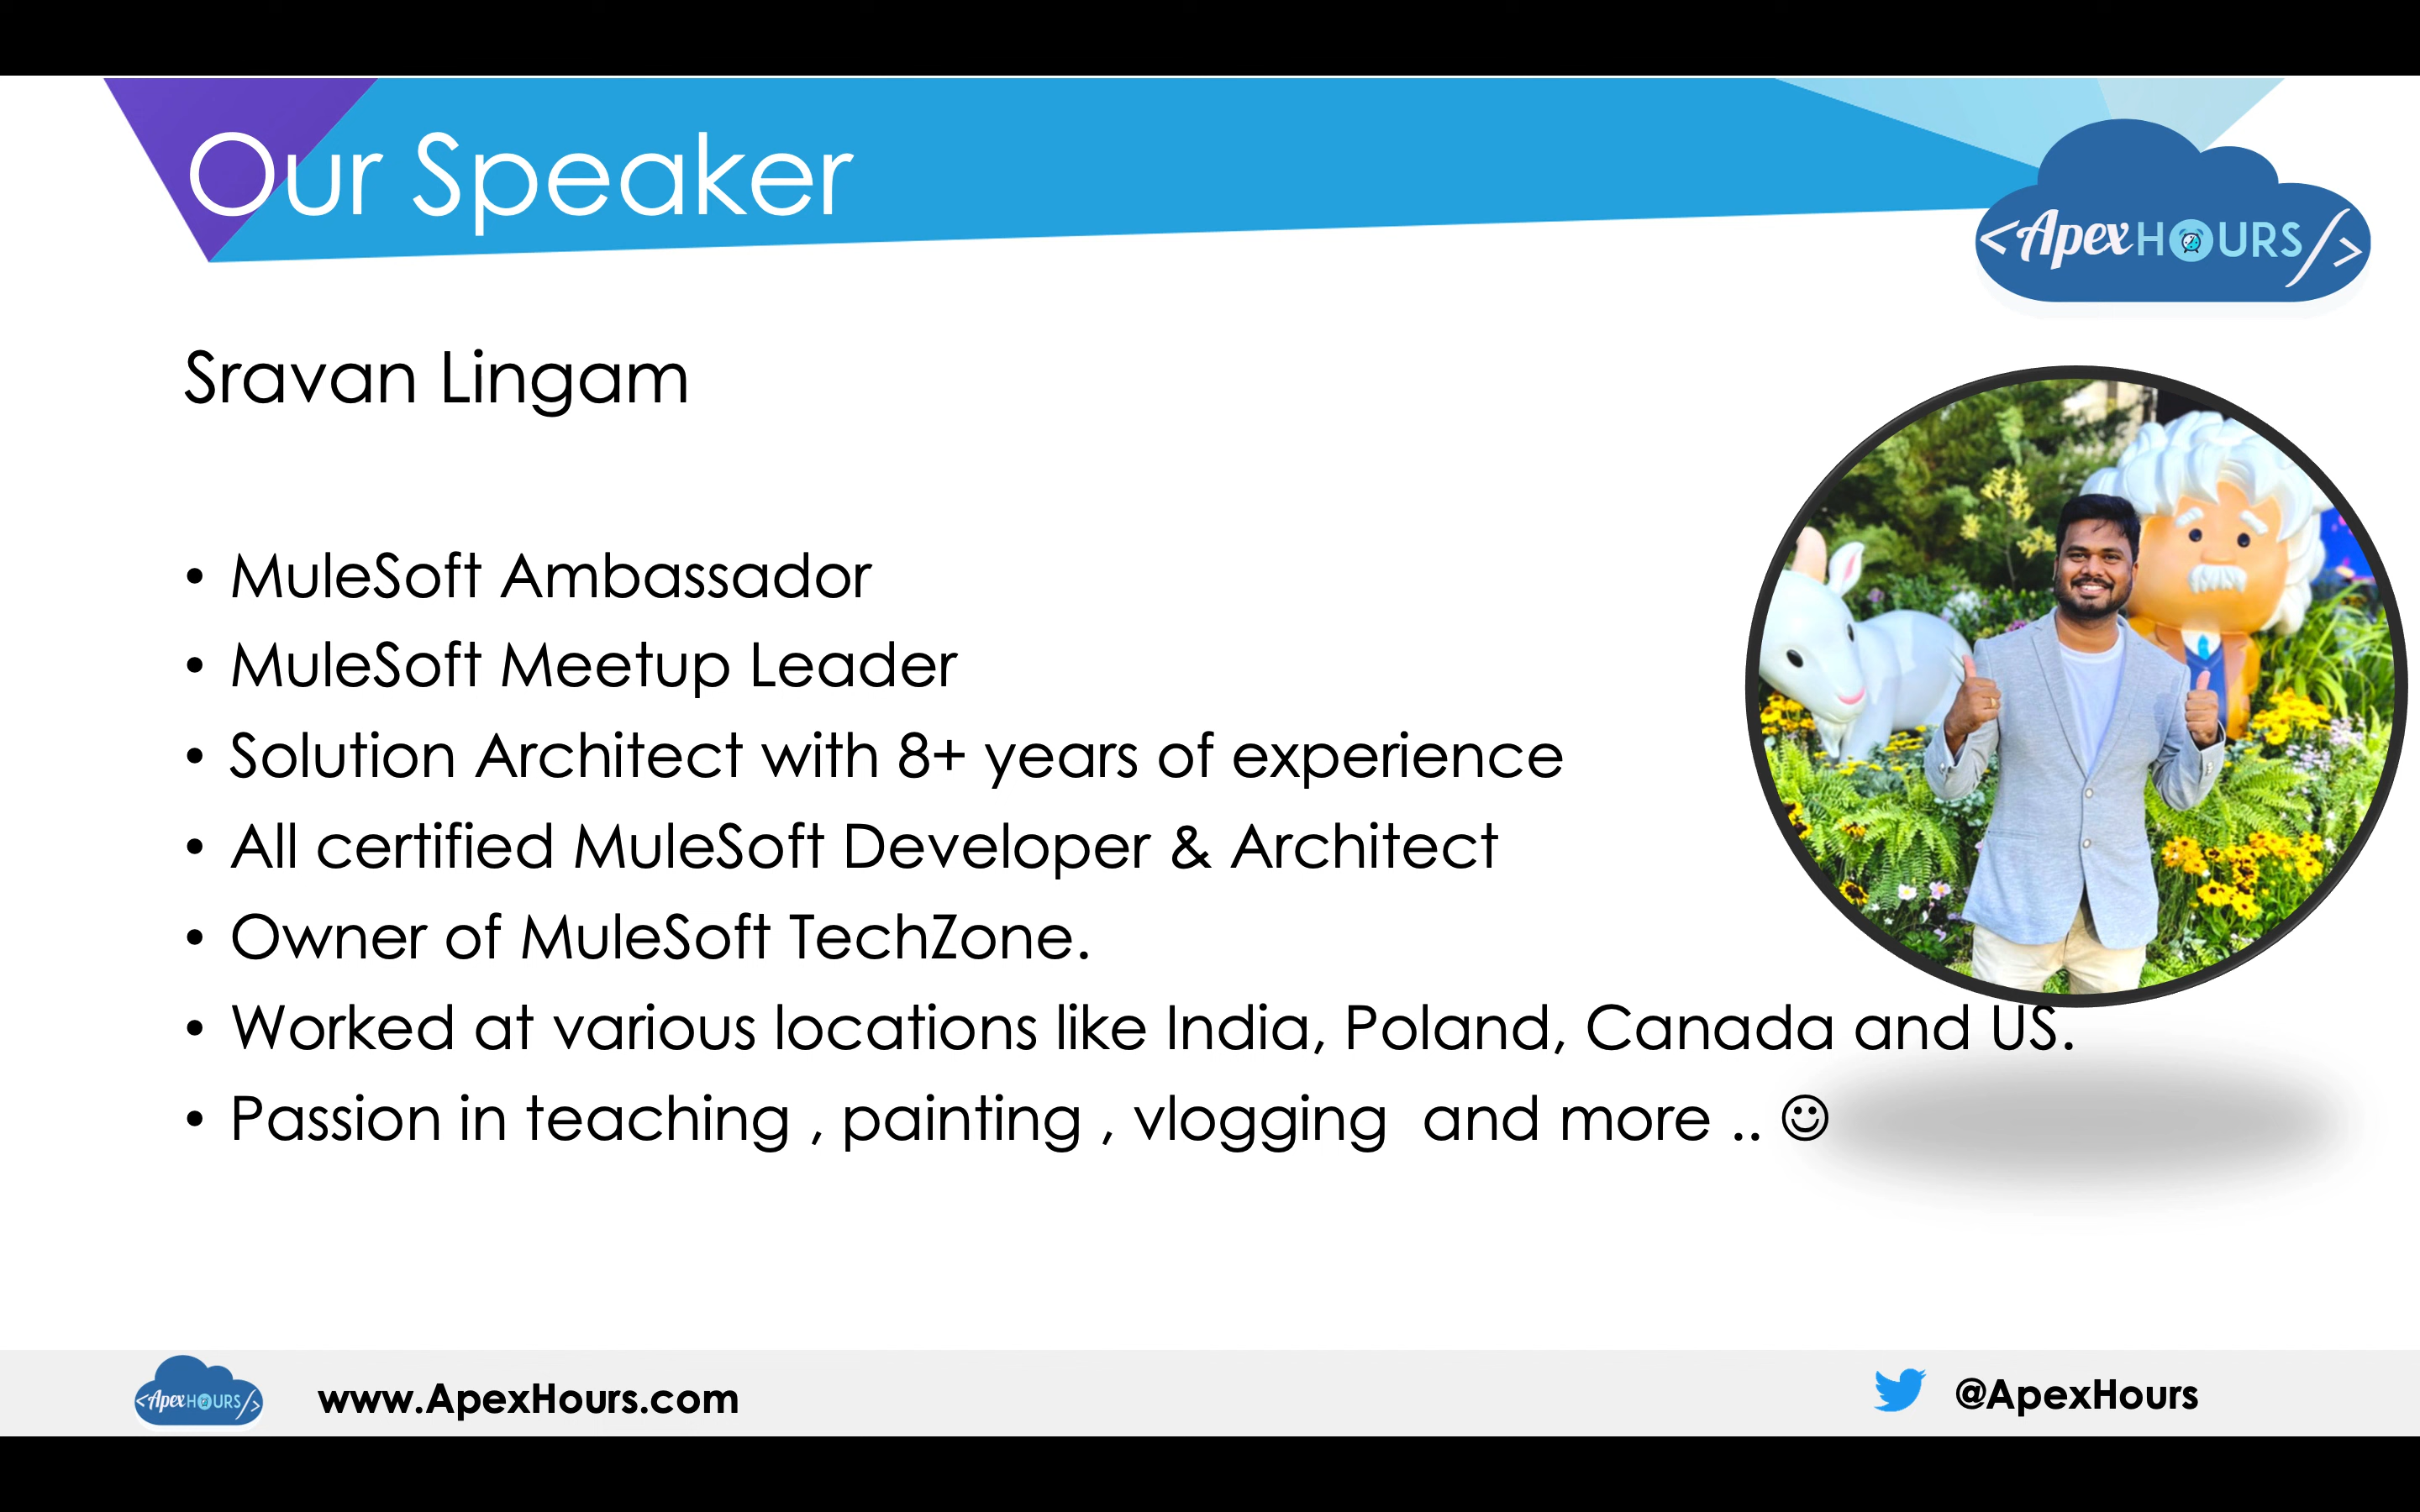 Our Speaker
<ApexHOURS/>
Sravan Lingam
• MuleSoft Ambassador
• MuleSoft Meetup Leader
• Solution Architect with 8+ years of experience
• All certified MuleSoft Developer & Architect
• Owner of MuleSoft TechZone.
• Worked at various locations like India, Poland, Canada and US.
• Passion in teaching , painting , vlogging  and more .. ☺
<ApexHOURS/>
www.ApexHours.com
@ApexHours